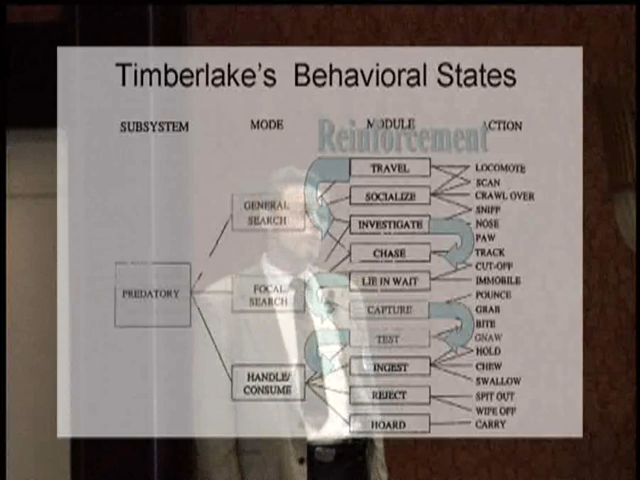 Timberlake's Behavioral States
SUBSYSTEM MODE MODULE ACTION
Reinforcement
PREDATORY
GENERAL
SEARCH
FOCAL
SEARCH
HANDLE/
CONSUME
TRAVEL
SOCIALIZE
INVESTIGATE
CHASE
LIE IN WAIT
CAPTURE
TEST
INGEST
REJECT
HOARD
LOCOMOTE
SCAN
CRAWL OVER
SNIFF
NOSE
PAW
TRACK
CUT-OFF
IMMOBILE
POUNCE
GRAB
BITE
GNAW
HOLD
CHEW
SWALLOW
SPIT OUT
WIPE OFF
CARRY